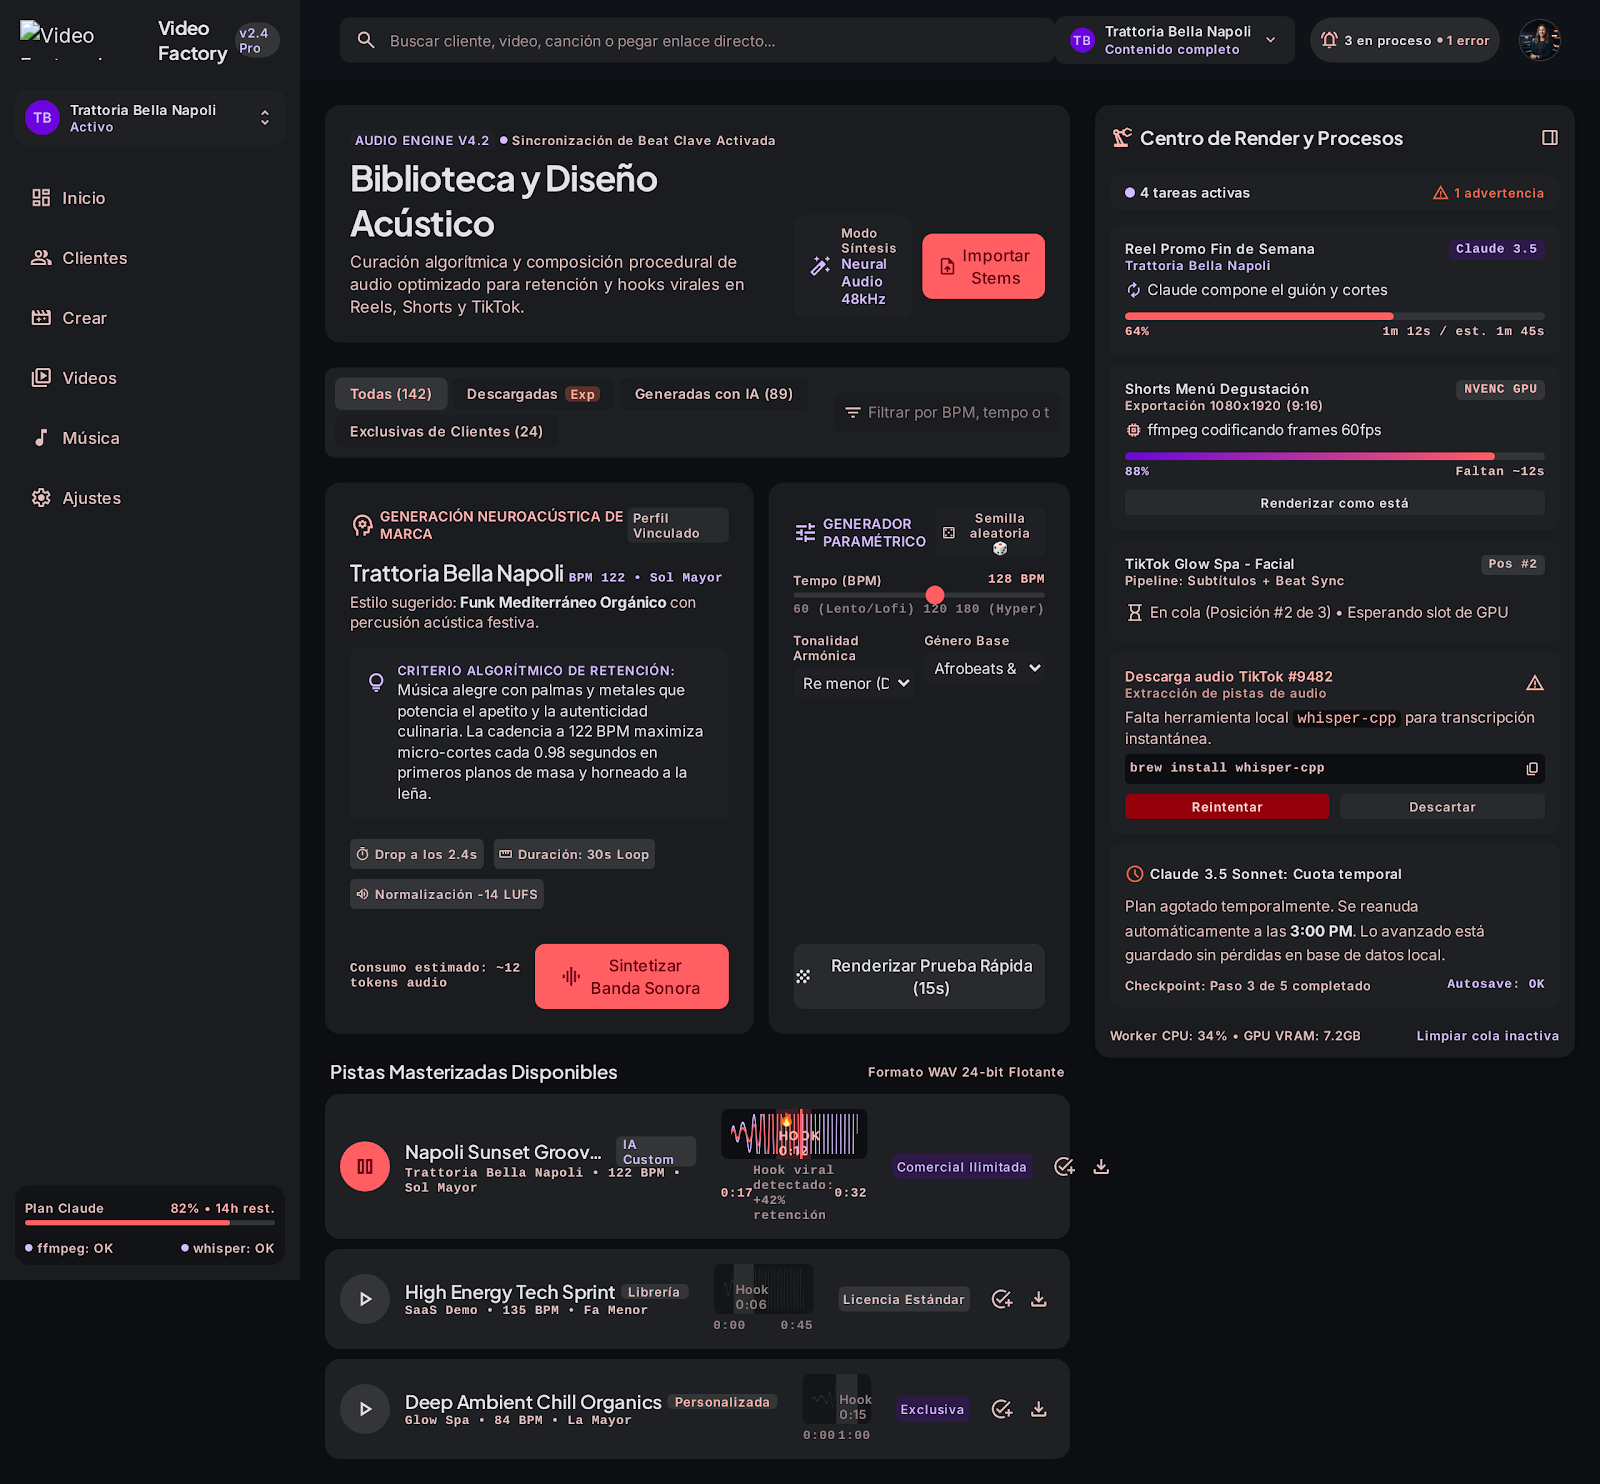 Video
Video
Factory
v2.4
Pro
TB
Trattoria Bella Napoli
Activo
Inicio
Clientes
Crear
Videos
Música
Ajustes
Plan Claude
82% • 14h rest.
ffmpeg: OK
whisper: OK
Buscar cliente, video, canción o pegar enlace directo...
TB
Trattoria Bella Napoli
Contenido completo
3 en proceso • 1 error
AUDIO ENGINE V4.2
Sincronización de Beat Clave Activada
Biblioteca y Diseño
Acústico
Curación algorítmica y composición procedural de
audio optimizado para retención y hooks virales en
Reels, Shorts y TikTok.
Modo
Síntesis
Neural
Audio
48kHz
Importar
Stems
Todas (142)
Descargadas Exp
Generadas con IA (89)
Exclusivas de Clientes (24)
Filtrar por BPM, tempo o t
GENERACIÓN NEUROACÚSTICA DE
MARCA
Perfil
Vinculado
Trattoria Bella Napoli BPM 122 • Sol Mayor
Estilo sugerido: Funk Mediterráneo Orgánico con
percusión acústica festiva.
CRITERIO ALGORÍTMICO DE RETENCIÓN:
Música alegre con palmas y metales que
potencia el apetito y la autenticidad
culinaria. La cadencia a 122 BPM maximiza
micro-cortes cada 0.98 segundos en
primeros planos de masa y horneado a la
leña.
Drop a los 2.4s
Duración: 30s Loop
Normalización -14 LUFS
Consumo estimado: ~12
tokens audio
Sintetizar
Banda Sonora
GENERADOR
PARAMÉTRICO
Semilla
aleatoria
🎲
Tempo (BPM)
128 BPM
60 (Lento/Lofi) 120 180 (Hyper)
Tonalidad
Armónica
Re menor (D
Género Base
Afrobeats &
Renderizar Prueba Rápida
(15s)
Pistas Masterizadas Disponibles
Formato WAV 24-bit Flotante
Napoli Sunset Groov...
IA
Custom
Trattoria Bella Napoli • 122 BPM •
Sol Mayor
🔥
HOOK
0:12
0:17
Hook viral
detectado:
+42%
retención
0:32
Comercial Ilimitada
High Energy Tech Sprint
Librería
SaaS Demo • 135 BPM • Fa Menor
Hook
0:06
0:00
0:45
Licencia Estándar
Deep Ambient Chill Organics
Personalizada
Glow Spa • 84 BPM • La Mayor
Hook
0:15
0:00
1:00
Exclusiva
Centro de Render y Procesos
4 tareas activas
1 advertencia
Reel Promo Fin de Semana
Claude 3.5
Trattoria Bella Napoli
Claude compone el guión y cortes
64%
1m 12s / est. 1m 45s
Shorts Menú Degustación
NVENC GPU
Exportación 1080x1920 (9:16)
ffmpeg codificando frames 60fps
88%
Faltan ~12s
Renderizar como está
TikTok Glow Spa - Facial
Pos #2
Pipeline: Subtítulos + Beat Sync
En cola (Posición #2 de 3) • Esperando slot de GPU
Descarga audio TikTok #9482
Extracción de pistas de audio
Falta herramienta local whisper-cpp para transcripción
instantánea.
brew install whisper-cpp
Reintentar
Descartar
Claude 3.5 Sonnet: Cuota temporal
Plan agotado temporalmente. Se reanuda
automáticamente a las 3:00 PM. Lo avanzado está
guardado sin pérdidas en base de datos local.
Checkpoint: Paso 3 de 5 completado
Autosave: OK
Worker CPU: 34% • GPU VRAM: 7.2GB
Limpiar cola inactiva